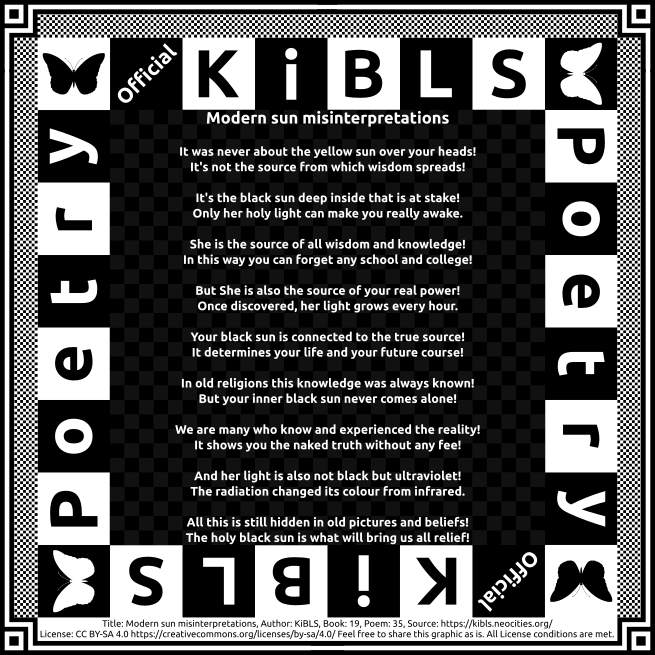 Official KiBLS
Poetry
Poetry
Modern sun misinterpretations
It was never about the yellow sun over your heads!
It's not the source from which wisdom spreads!
It's the black sun deep inside that is at stake!
Only her holy light can make you really awake.
She is the source of all wisdom and knowledge!
In this way you can forget any school and college!
But She is also the source of your real power!
Once discovered, her light grows every hour.
Your black sun is connected to the true source!
It determines your life and your future course!
In old religions this knowledge was always known!
But your inner black sun never comes alone!
We are many who know and experienced the reality!
It shows you the naked truth without any fee!
And her light is also not black but ultraviolet!
The radiation changed its colour from infrared.
All this is still hidden in old pictures and beliefs!
The holy black sun is what will bring us all relief!
Official KiBLS
Title: Modern sun misinterpretations, Author: KiBLS, Book: 19, Poem: 35, Source: https://kibls.neocities.org/
License: CC BY-SA 4.0 https://creativecommons.org/licenses/by-sa/4.0/ Feel free to share this graphic as is. All License conditions are met.